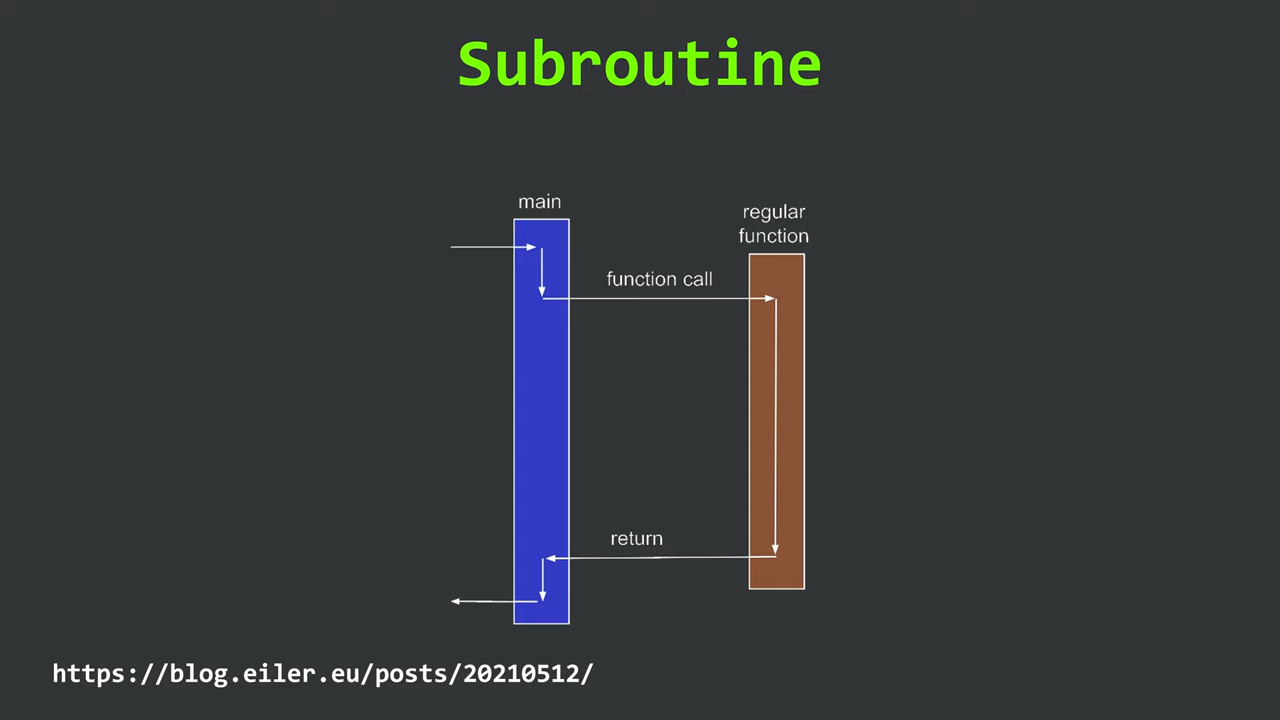 Subroutine
main
regular
function
function call
return
https://blog.eiler.eu/posts/20210512/